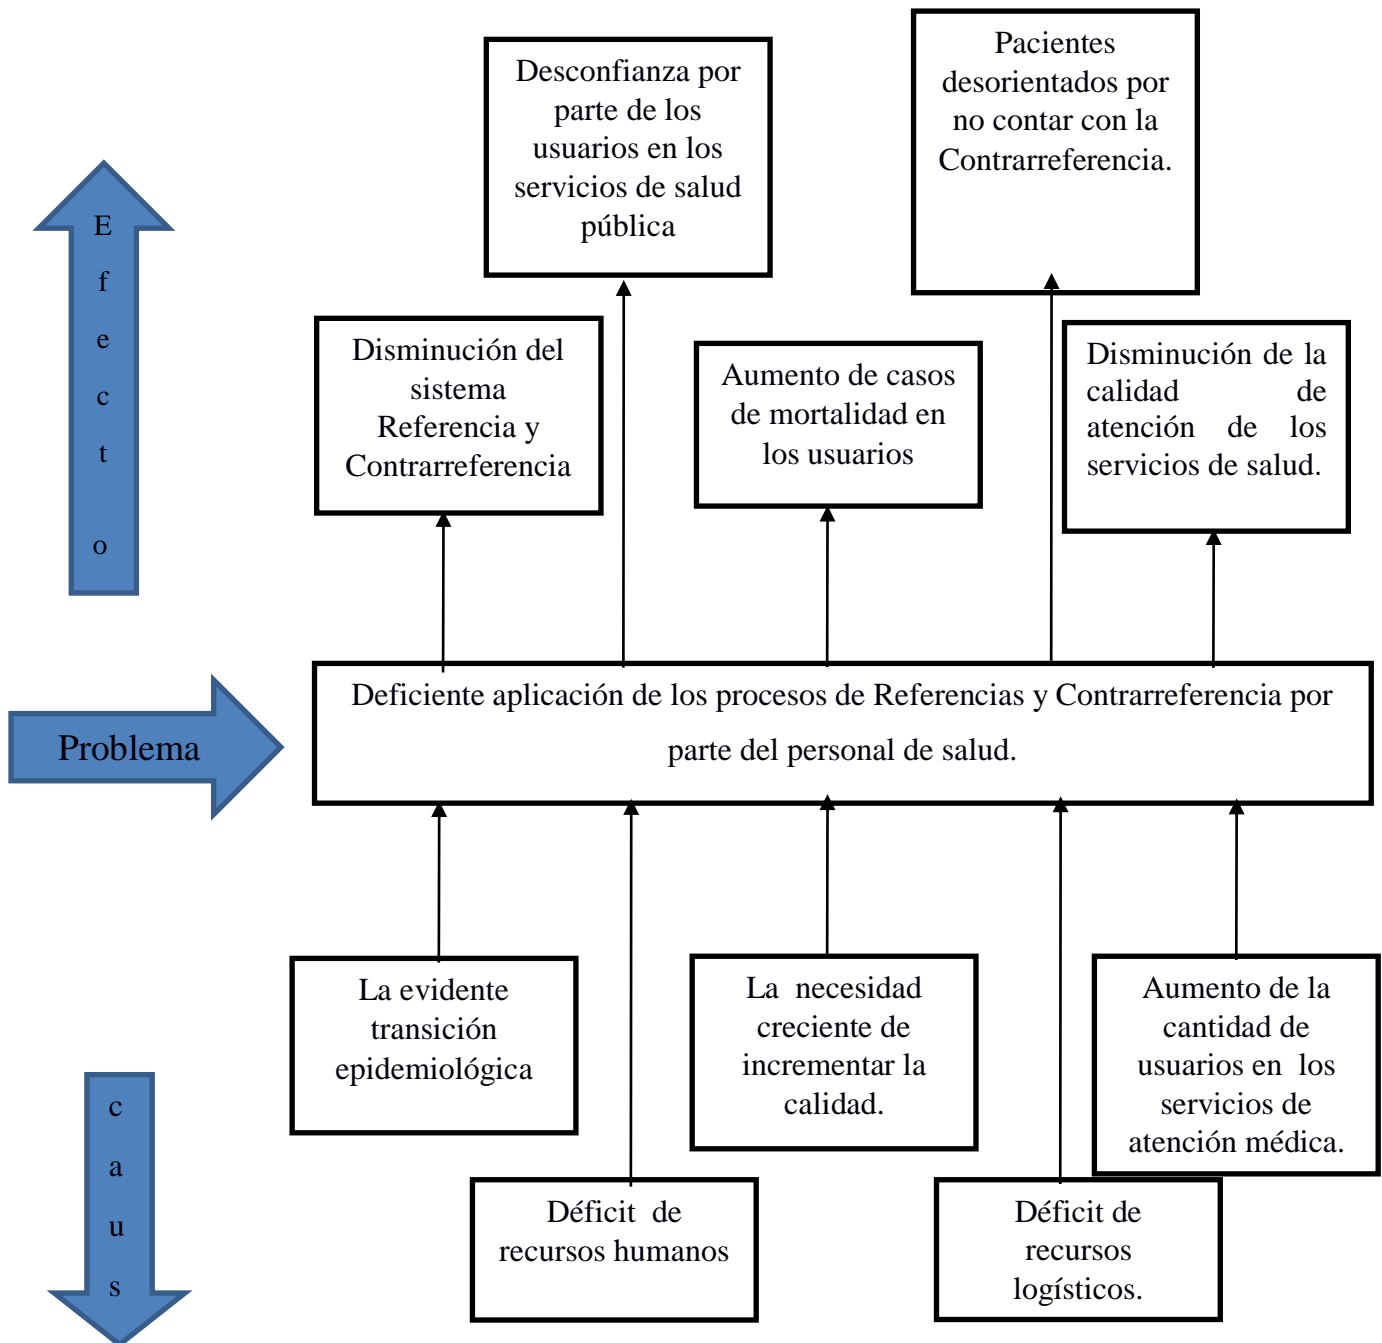 Desconfianza por
parte de los
usuarios en los
servicios de salud
pública
Pacientes
desorientados por
no contar con la
Contrarreferencia.
E
f
e
c
t
o
Disminución del
sistema
Referencia y
Contrarreferencia
Aumento de casos
de mortalidad en
los usuarios
Disminución de la
calidad de
atención de los
servicios de salud.
Problema
Deficiente aplicación de los procesos de Referencias y Contrarreferencia por
parte del personal de salud.
c
a
u
s
La evidente
transición
epidemiológica
La necesidad
creciente de
incrementar la
calidad.
Aumento de la
cantidad de
usuarios en los
servicios de
atención médica.
Déficit de
recursos humanos
Déficit de
recursos
logísticos.